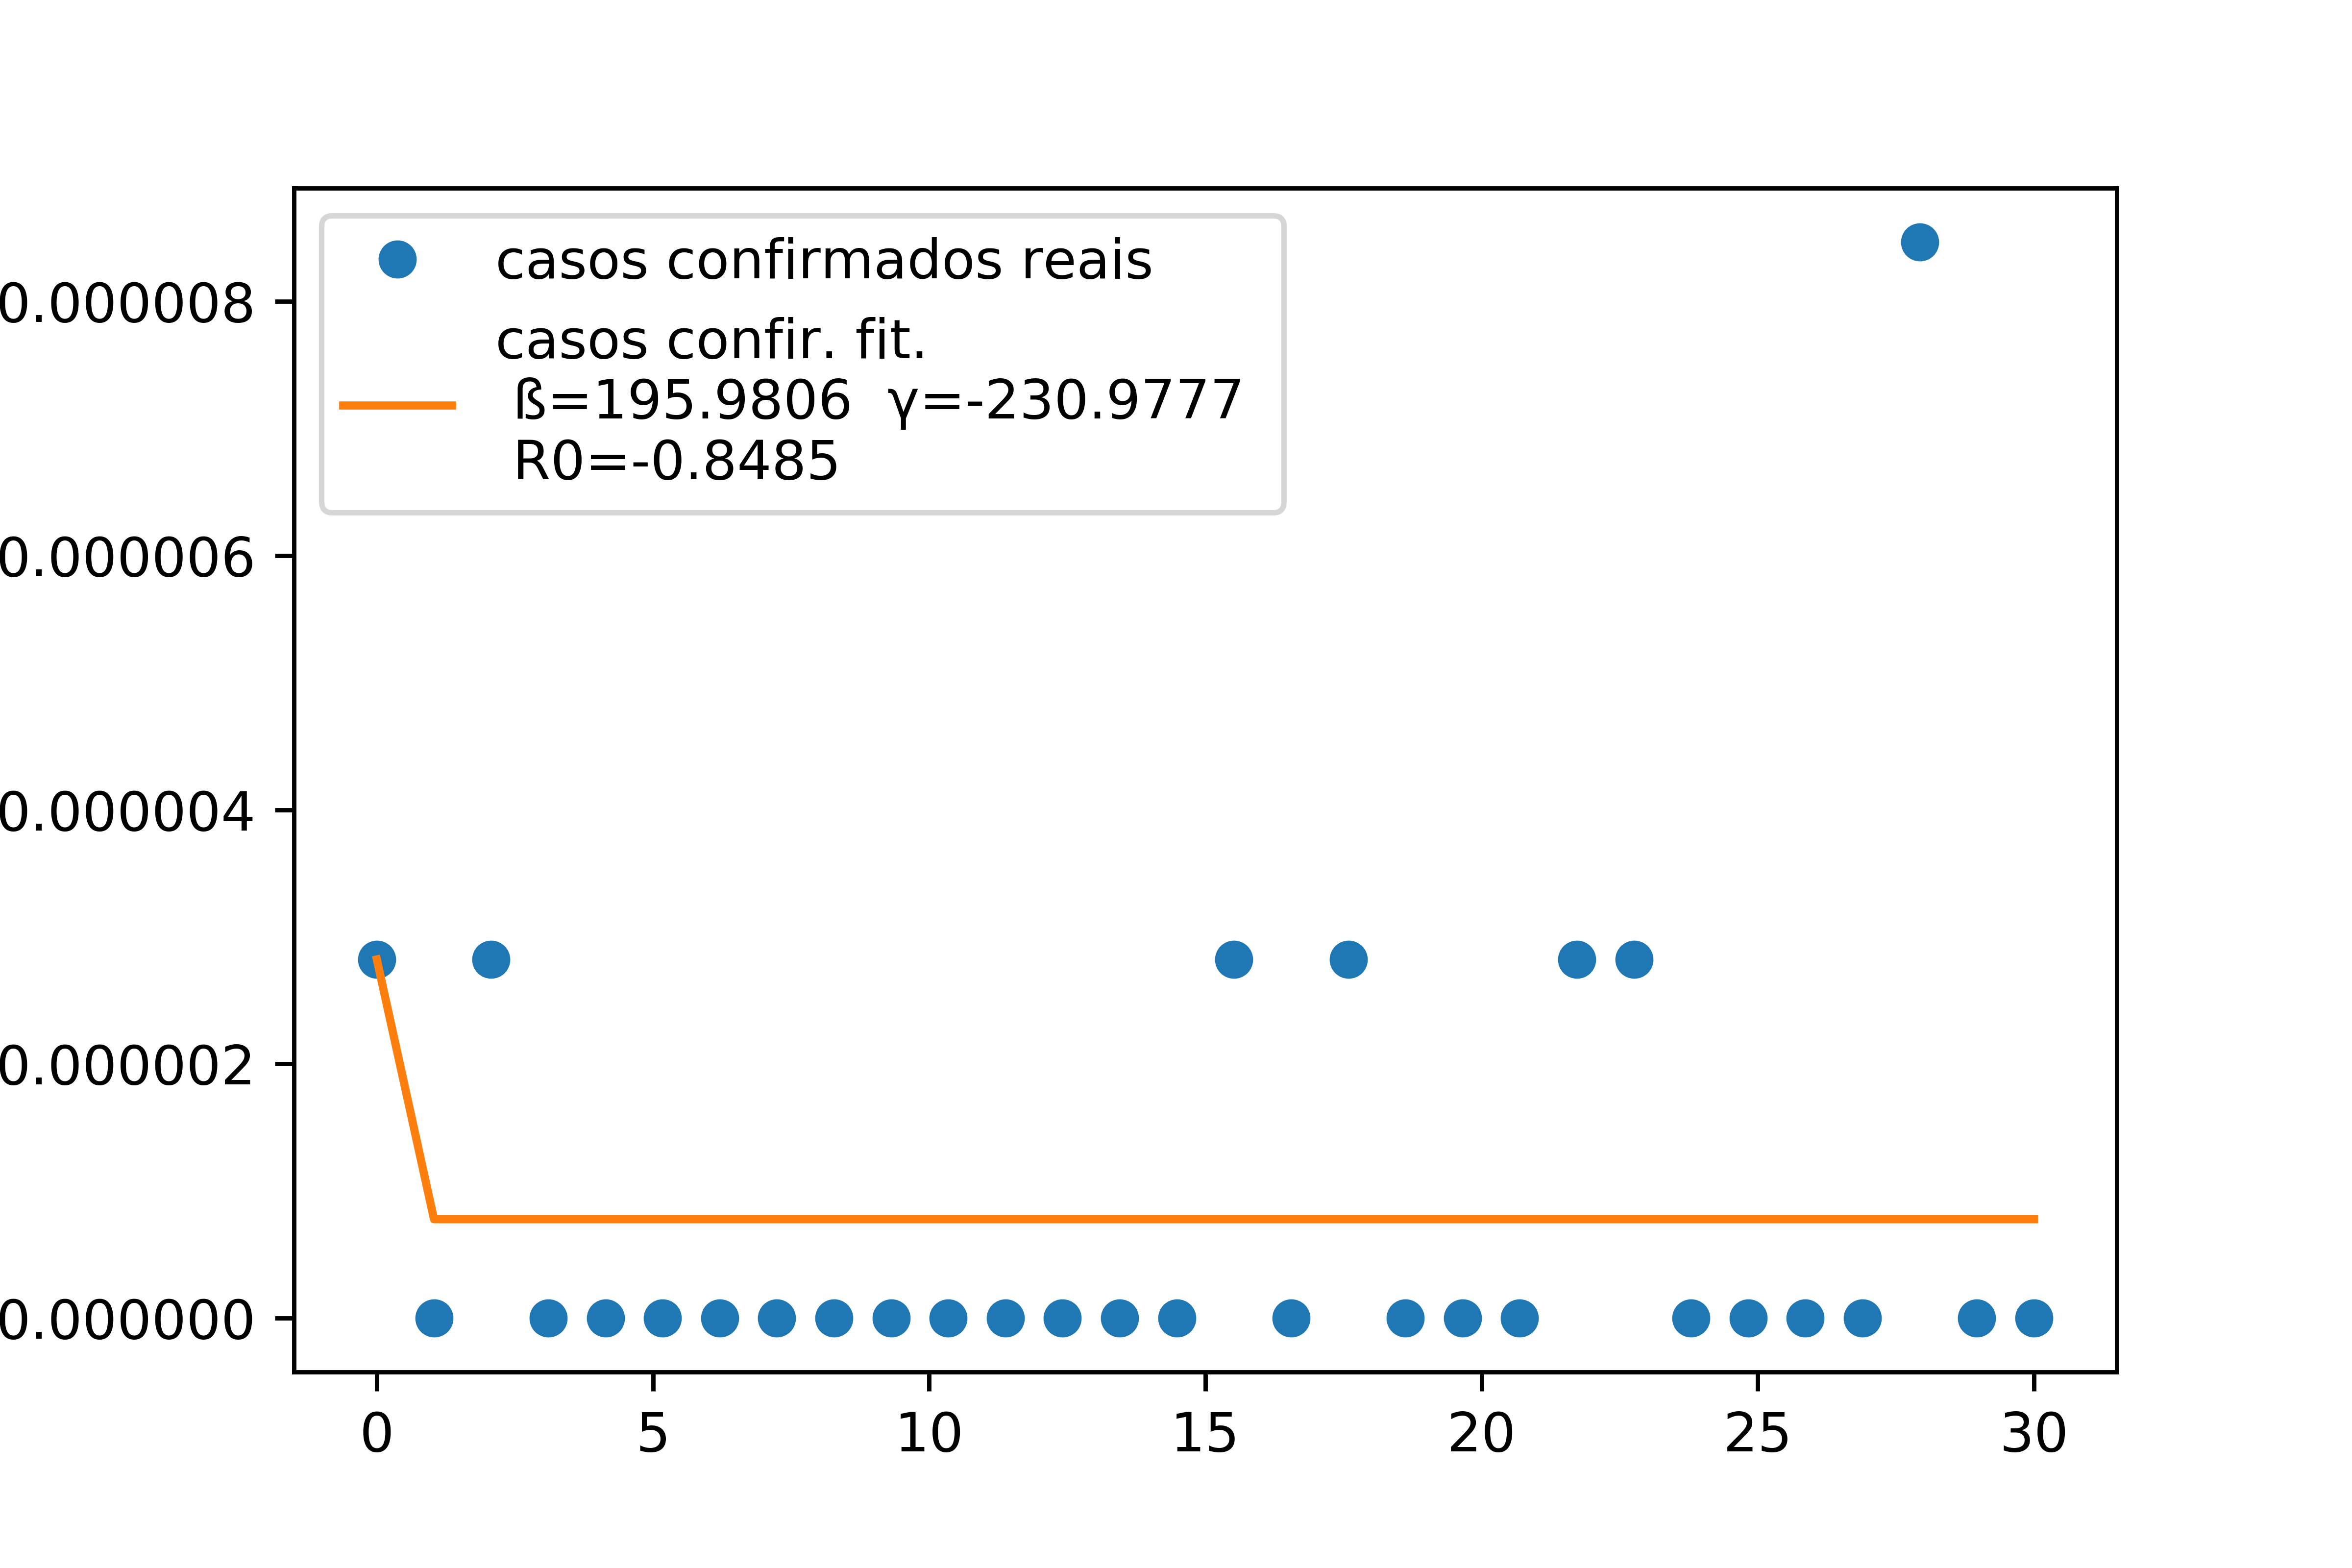 casos confirmados reais
casos confir. fit.
ß=195.9806 γ=-230.9777
R0=-0.8485
0.000008
0.000006
0.000004
0.000002
0.000000
0 5 10 15 20 25 30